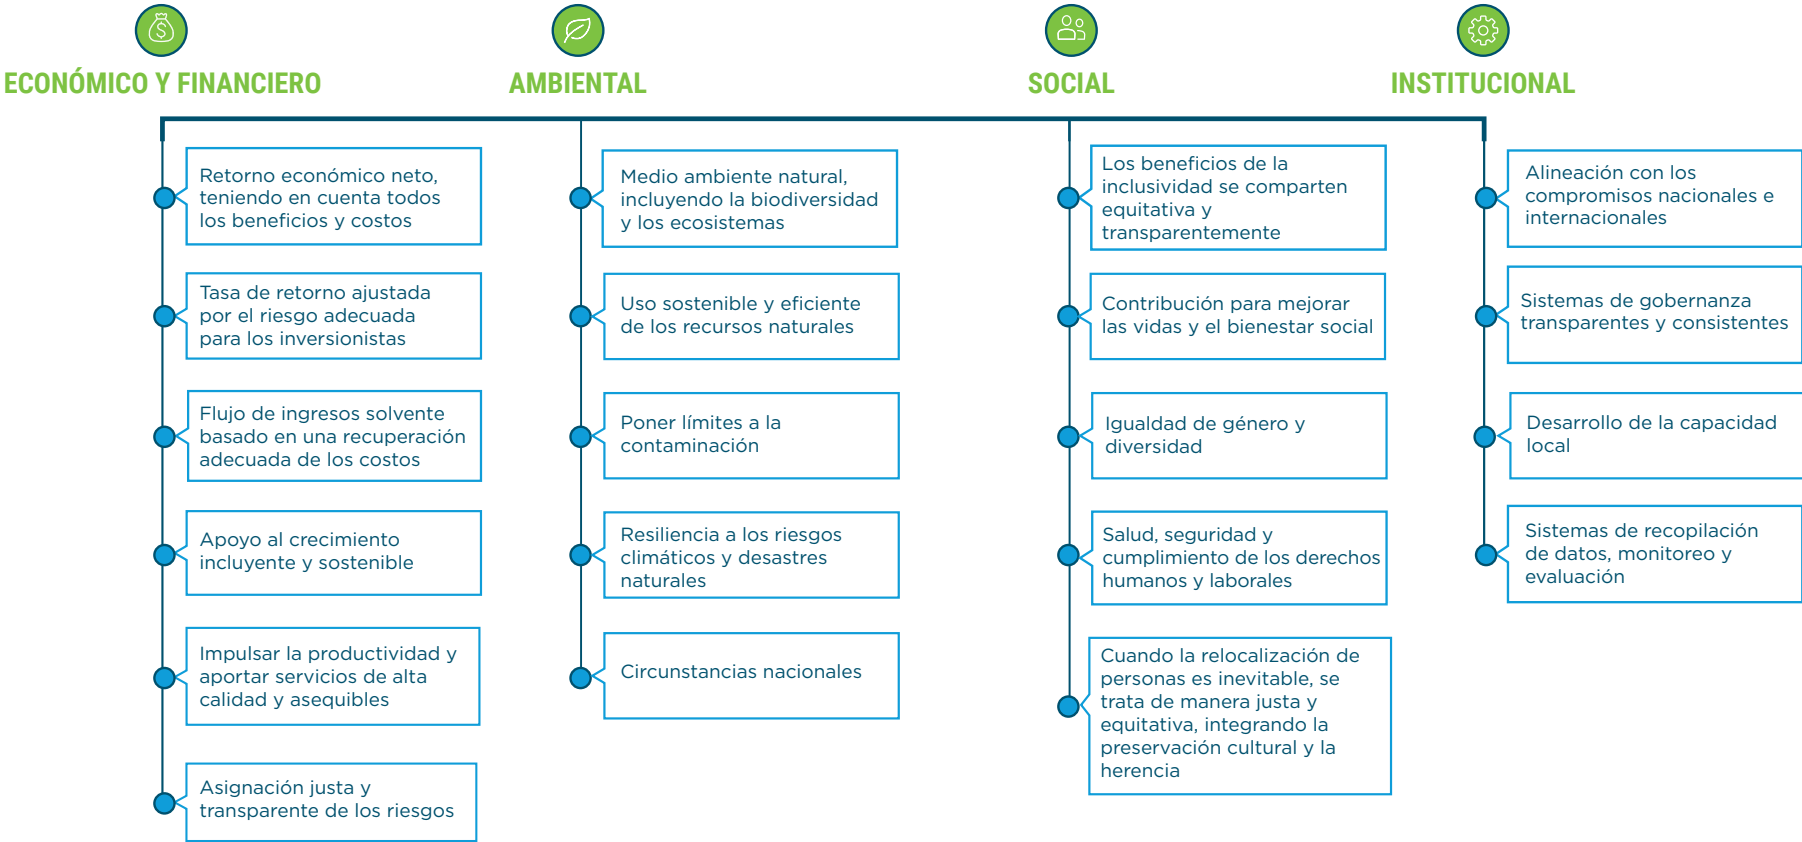 ECONÓMICO Y FINANCIERO
Retorno económico neto,
teniendo en cuenta todos
los beneficios y costos
Tasa de retorno ajustada
por el riesgo adecuada
para los inversionistas
Flujo de ingresos solvente
basado en una recuperación
adecuada de los costos
Apoyo al crecimiento
incluyente y sostenible
Impulsar la productividad y
aportar servicios de alta
calidad y asequibles
Asignación justa y
transparente de los riesgos
AMBIENTAL
Medio ambiente natural,
incluyendo la biodiversidad
y los ecosistemas
Uso sostenible y eficiente
de los recursos naturales
Poner límites a la
contaminación
Resiliencia a los riesgos
climáticos y desastres
naturales
Circunstancias nacionales
SOCIAL
Los beneficios de la
inclusividad se comparten
equitativa y
transparentemente
Contribución para mejorar
las vidas y el bienestar social
Igualdad de género y
diversidad
Salud, seguridad y
cumplimiento de los derechos
humanos y laborales
Cuando la relocalización de
personas es inevitable, se
trata de manera justa y
equitativa, integrando la
preservación cultural y la
herencia
INSTITUCIONAL
Alineación con los
compromisos nacionales e
internacionales
Sistemas de gobernanza
transparentes y consistentes
Desarrollo de la capacidad
local
Sistemas de recopilación
de datos, monitoreo y
evaluación